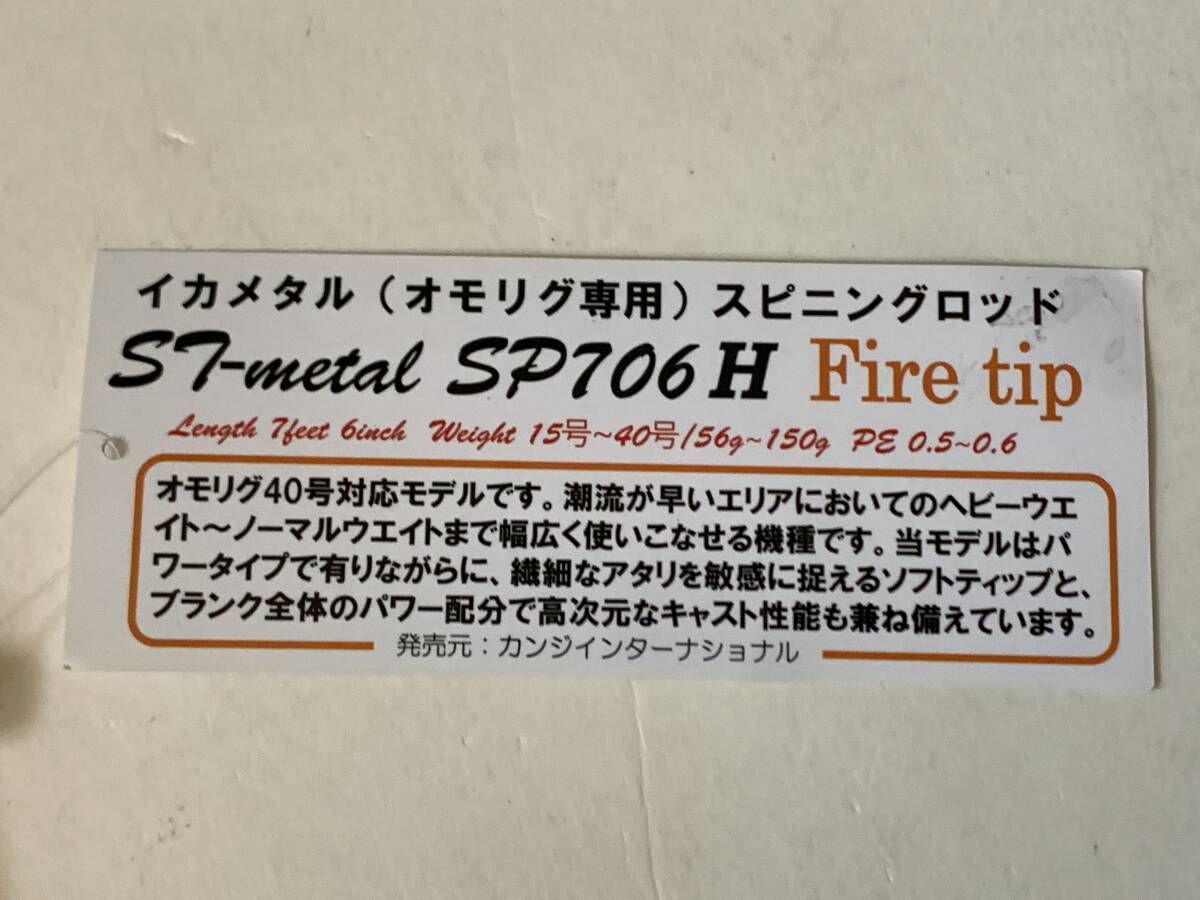 イカメタル（オモリグ専用）スピニングロッド
ST-metal SP706 H Fire tip
Length 7feet 6inch Weight 15号~40号/56g~150g PE 0.5~0.6
オモリグ40号対応モデルです。潮流が早いエリアにおいてのヘビーウエ
イト～ノーマルウエイトまで幅広く使いこなせる機種です。当モデルはパ
ワータイプで有りながらに、繊細なアタリを敏感に捉えるソフトティップと、
ブランク全体のパワー配分で高次元なキャスト性能も兼ね備えています。
発売元：カンジインターナショナル